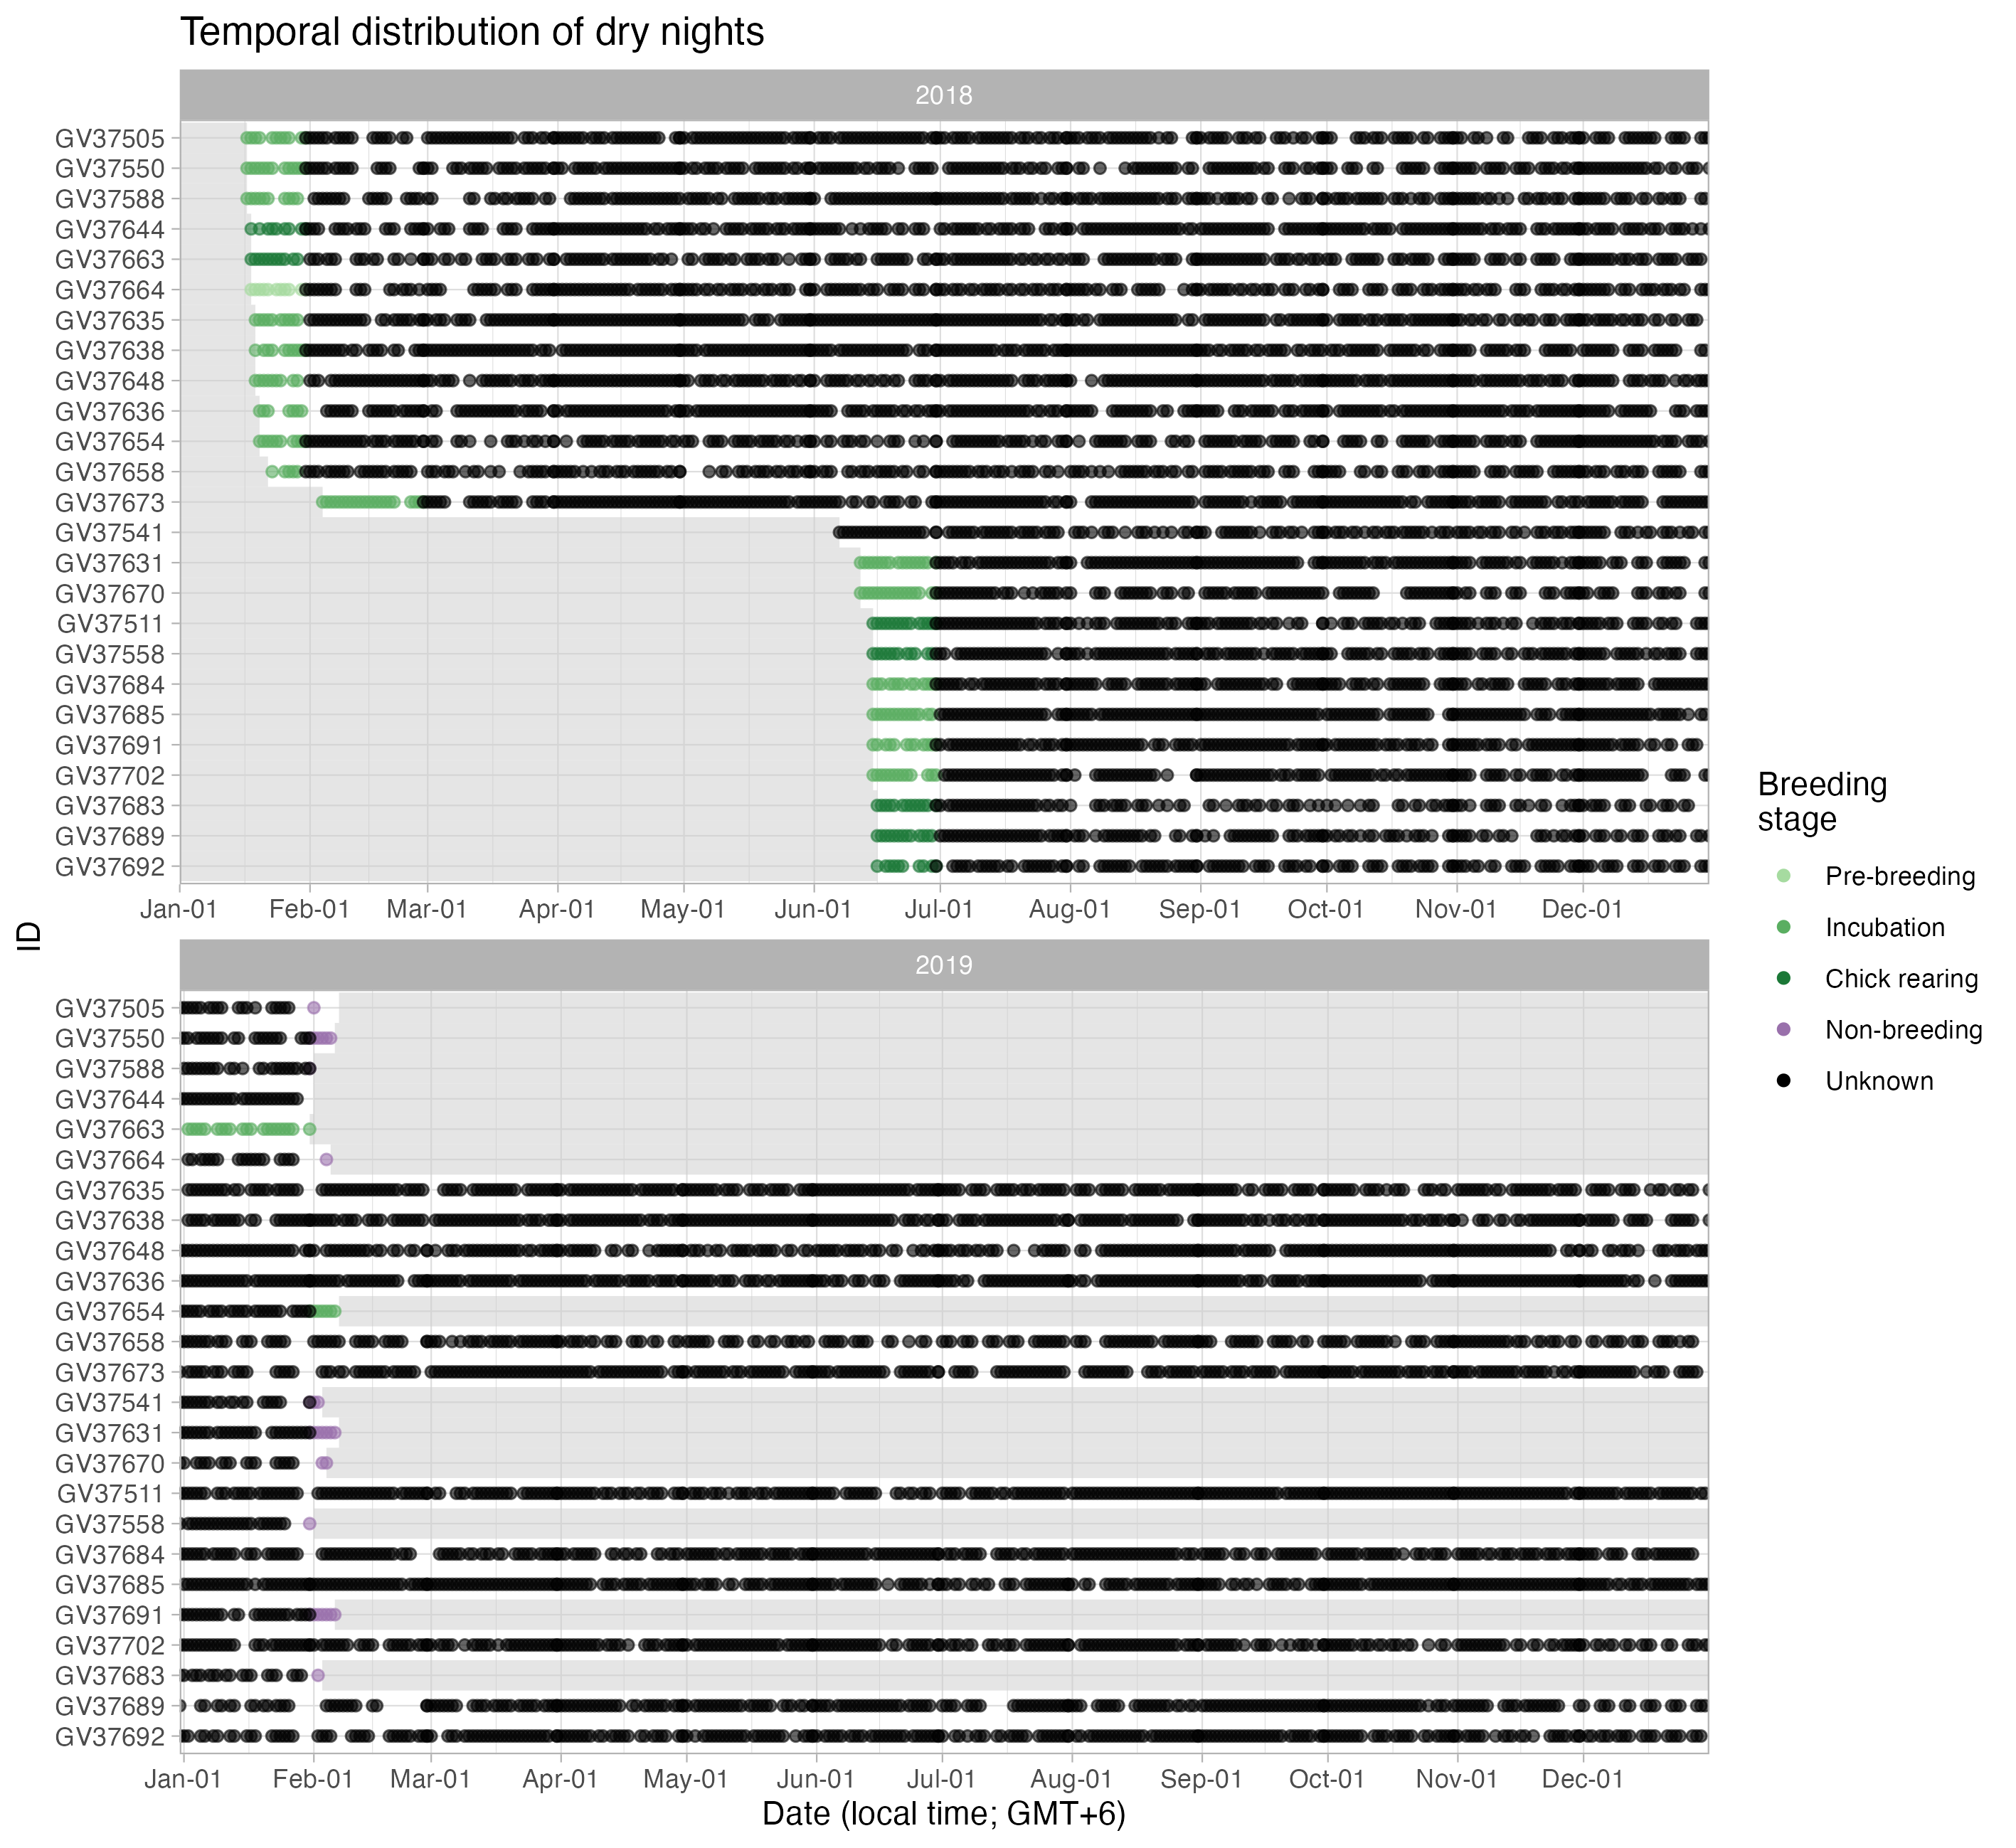 Temporal distribution of dry nights
2018
GV37505
GV37550
GV37588
GV37644
GV37663
GV37664
GV37635
GV37638
GV37648
GV37636
GV37654
GV37658
GV37673
GV37541
GV37631
GV37670
GV37511
GV37558
GV37684
GV37685
GV37691
GV37702
GV37683
GV37689
GV37692
Jan-01 Feb-01 Mar-01 Apr-01 May-01 Jun-01 Jul-01 Aug-01 Sep-01 Oct-01 Nov-01 Dec-01
ID
2019
GV37505
GV37550
GV37588
GV37644
GV37663
GV37664
GV37635
GV37638
GV37648
GV37636
GV37654
GV37658
GV37673
GV37541
GV37631
GV37670
GV37511
GV37558
GV37684
GV37685
GV37691
GV37702
GV37683
GV37689
GV37692
Jan-01 Feb-01 Mar-01 Apr-01 May-01 Jun-01 Jul-01 Aug-01 Sep-01 Oct-01 Nov-01 Dec-01
Date (local time; GMT+6)
Breeding
stage
Pre-breeding
Incubation
Chick rearing
Non-breeding
Unknown